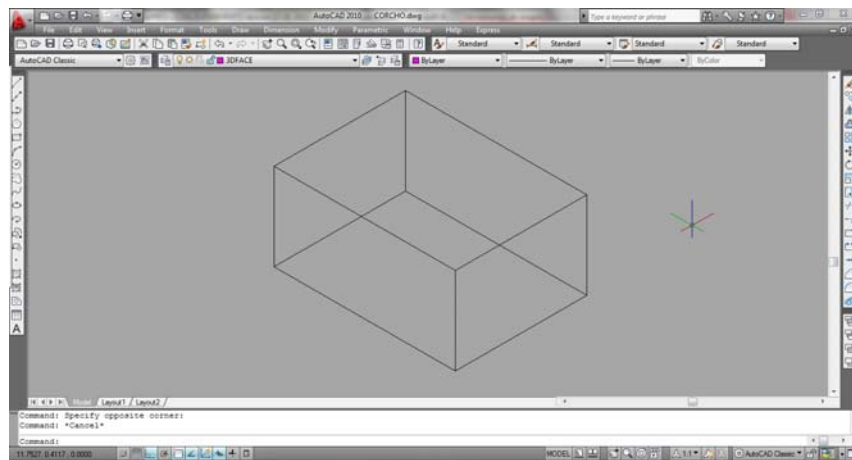 AutoCAD 2010 CORCHO.dwg Type a keyword or phrase
File Edit View Insert Format Tools Draw Dimension Modify Parametric Window Help Express
Standard Standard Standard Standard
AutoCAD Classic 3DFACE ByLayer ByLayer ByLayer ByColor
A
Model Layout1 Layout2
Command: Specify opposite corner:
Command: *Cancel*
Command:
11.7527, 0.4117, 0.0000 MODEL 1:1 AutoCAD Classic